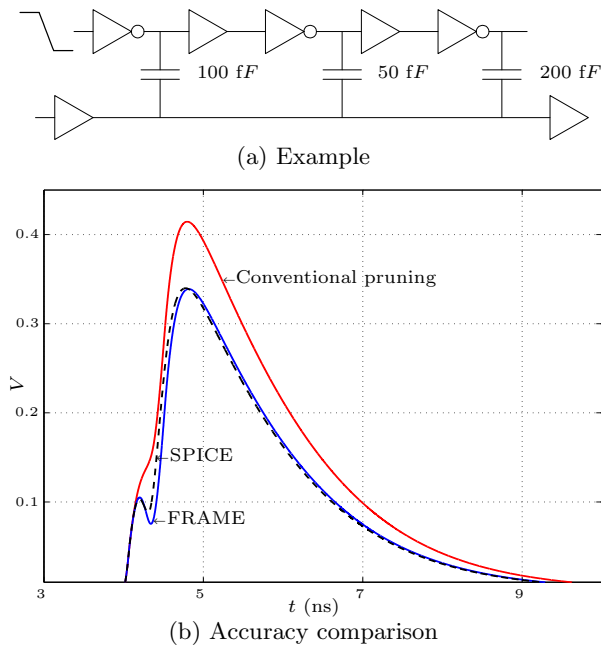 100 fF
50 fF
200 fF
(a) Example
0.4
0.3
0.2
0.1
V
←Conventional pruning
←SPICE
←FRAME
3
5
7
9
t (ns)
(b) Accuracy comparison